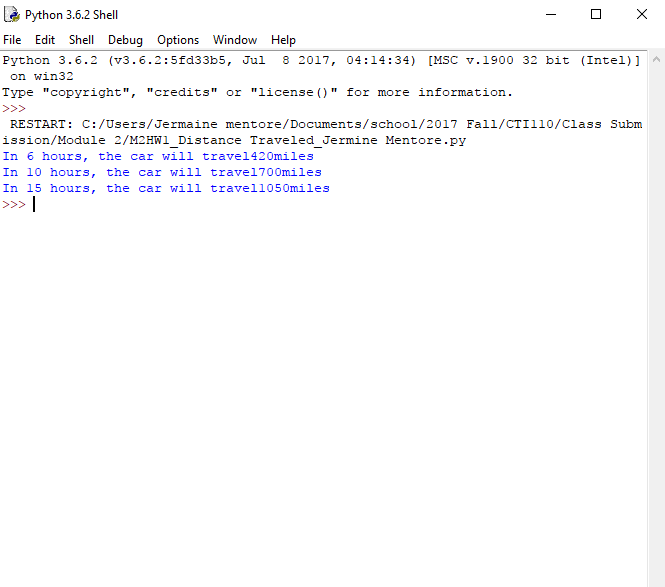 Python 3.6.2 Shell
File Edit Shell Debug Options Window Help
Python 3.6.2 (v3.6.2:5fd33b5, Jul  8 2017, 04:14:34) [MSC v.1900 32 bit (Intel)]
 on win32
Type "copyright", "credits" or "license()" for more information.
>>>
 RESTART: C:/Users/Jermaine mentore/Documents/school/2017 Fall/CTI110/Class Subm
ission/Module 2/M2HW1_Distance Traveled_Jermine Mentore.py
In 6 hours, the car will travel420miles
In 10 hours, the car will travel700miles
In 15 hours, the car will travel1050miles
>>>